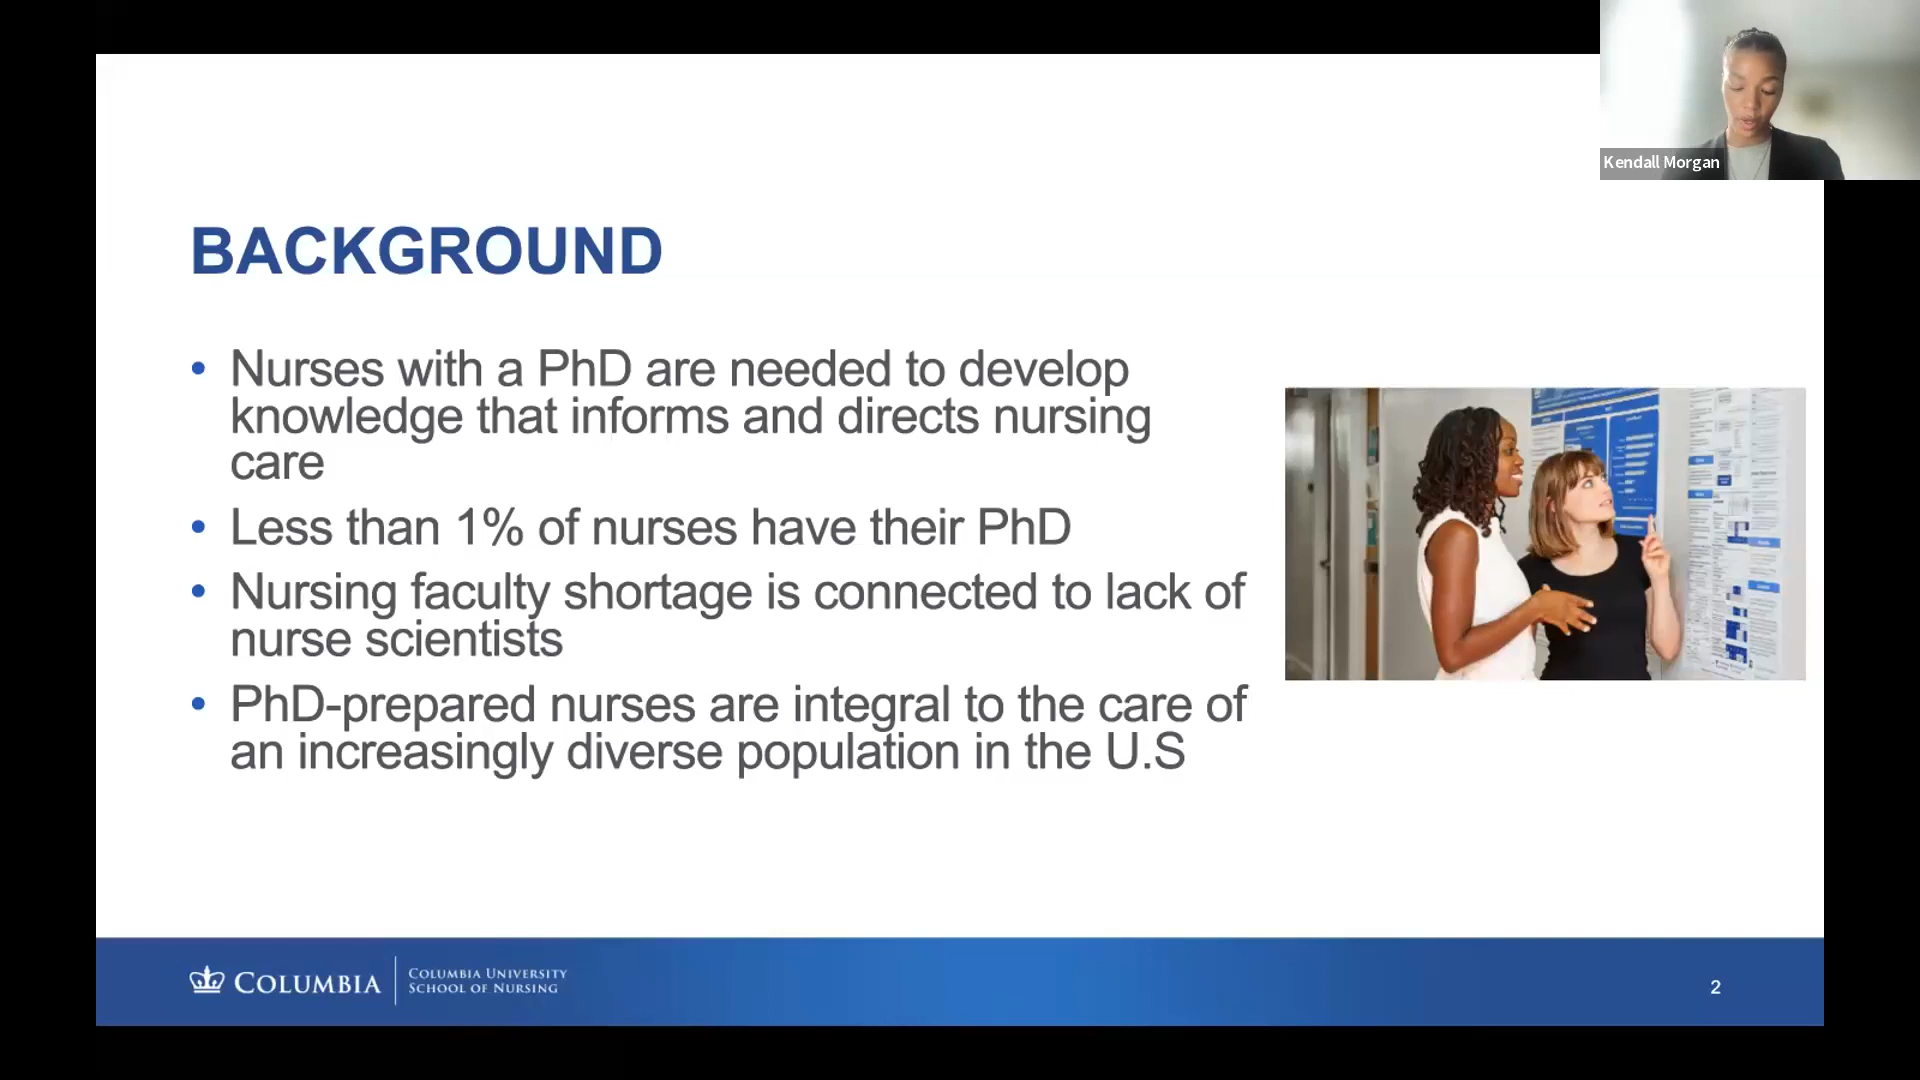 Kendall Morgan
BACKGROUND
• Nurses with a PhD are needed to develop
knowledge that informs and directs nursing
care
• Less than 1% of nurses have their PhD
• Nursing faculty shortage is connected to lack of
nurse scientists
• PhD-prepared nurses are integral to the care of
an increasingly diverse population in the U.S
COLUMBIA
COLUMBIA UNIVERSITY
SCHOOL OF NURSING
2